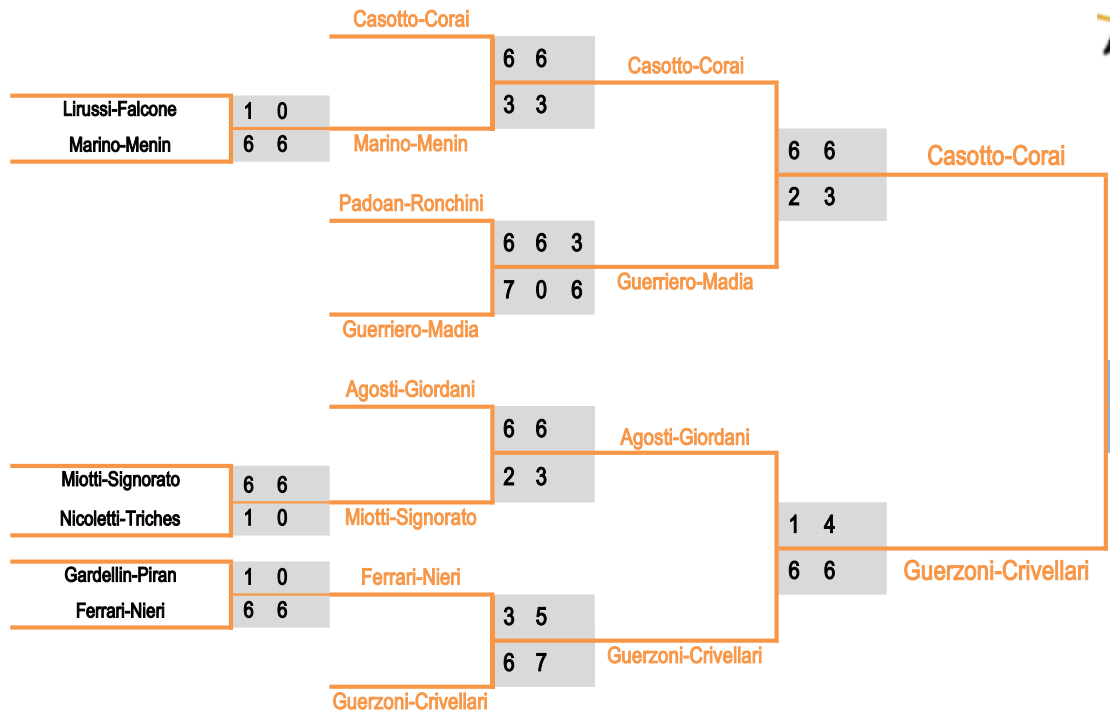 Casotto-Corai
6 6
Casotto-Corai
3 3
Lirussi-Falcone 1 0
Marino-Menin 6 6
Marino-Menin
6 6
Casotto-Corai
2 3
Padoan-Ronchini
6 6 3
Guerriero-Madia
7 0 6
Guerriero-Madia
Agosti-Giordani
6 6
Agosti-Giordani
2 3
Miotti-Signorato 6 6
Nicoletti-Triches 1 0
Miotti-Signorato
1 4
Guerzoni-Crivellari
6 6
Gardellin-Piran 1 0
Ferrari-Nieri 6 6
Ferrari-Nieri
3 5
Guerzoni-Crivellari
6 7
Guerzoni-Crivellari